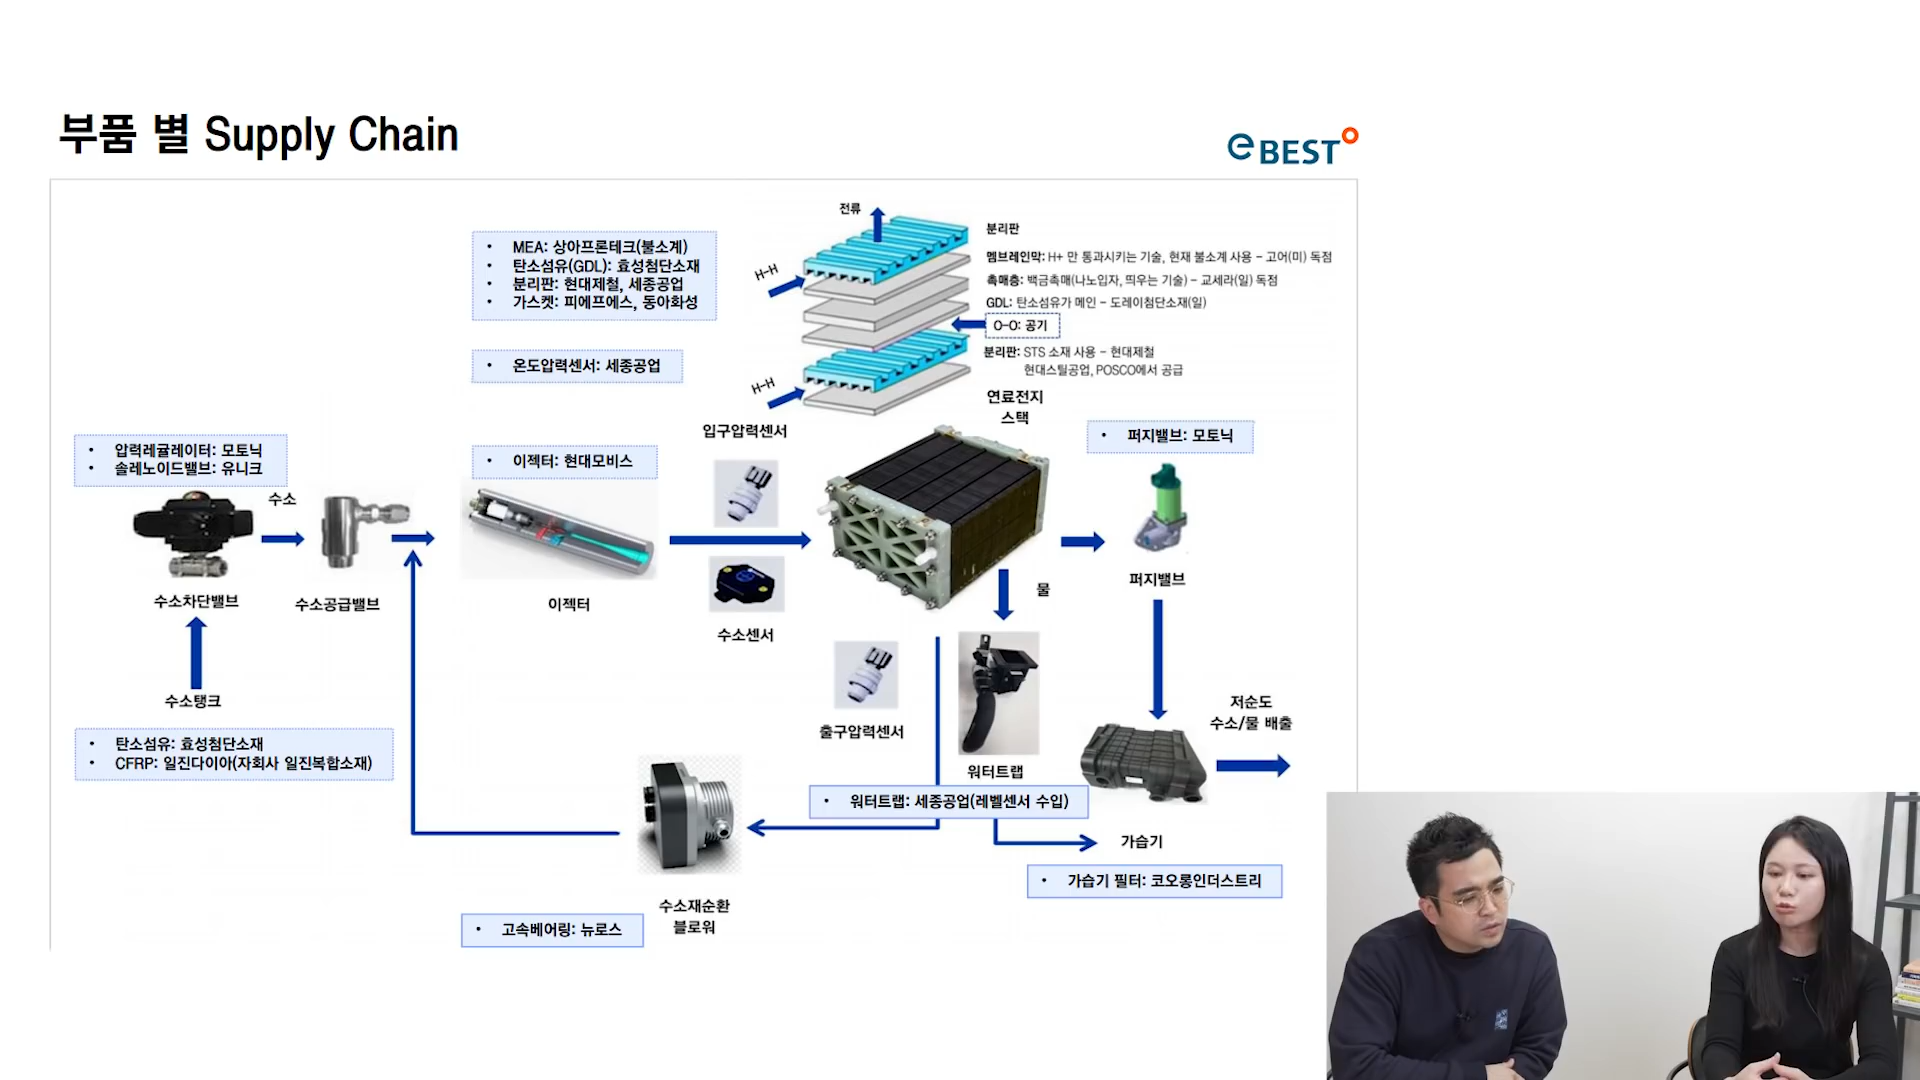 부품 별 Supply Chain
eBEST
전류
H-H
H-H
분리판
멤브레인막: H+ 만 통과시키는 기술, 현재 불소계 사용 – 고어(미) 독점
촉매층: 백금촉매(나노입자, 띄우는 기술) – 교세라(일) 독점
GDL: 탄소섬유가 메인 – 도레이첨단소재(일)
O-O: 공기
분리판: STS 소재 사용 – 현대제철
현대스틸공업, POSCO에서 공급
연료전지
스택
• MEA: 상아프론테크(불소계)
• 탄소섬유(GDL): 효성첨단소재
• 분리판: 현대제철, 세종공업
• 가스켓: 피에프에스, 동아화성
• 온도압력센서: 세종공업
• 압력레귤레이터: 모토닉
• 솔레노이드밸브: 유니크
• 이젝터: 현대모비스
입구압력센서
• 퍼지밸브: 모토닉
수소
수소차단밸브
수소공급밸브
이젝터
수소센서
물
퍼지밸브
수소탱크
• 탄소섬유: 효성첨단소재
• CFRP: 일진다이아(자회사 일진복합소재)
출구압력센서
워터트랩
저순도
수소/물 배출
• 워터트랩: 세종공업(레벨센서 수입)
가습기
• 가습기 필터: 코오롱인더스트리
수소재순환
블로워
• 고속베어링: 뉴로스